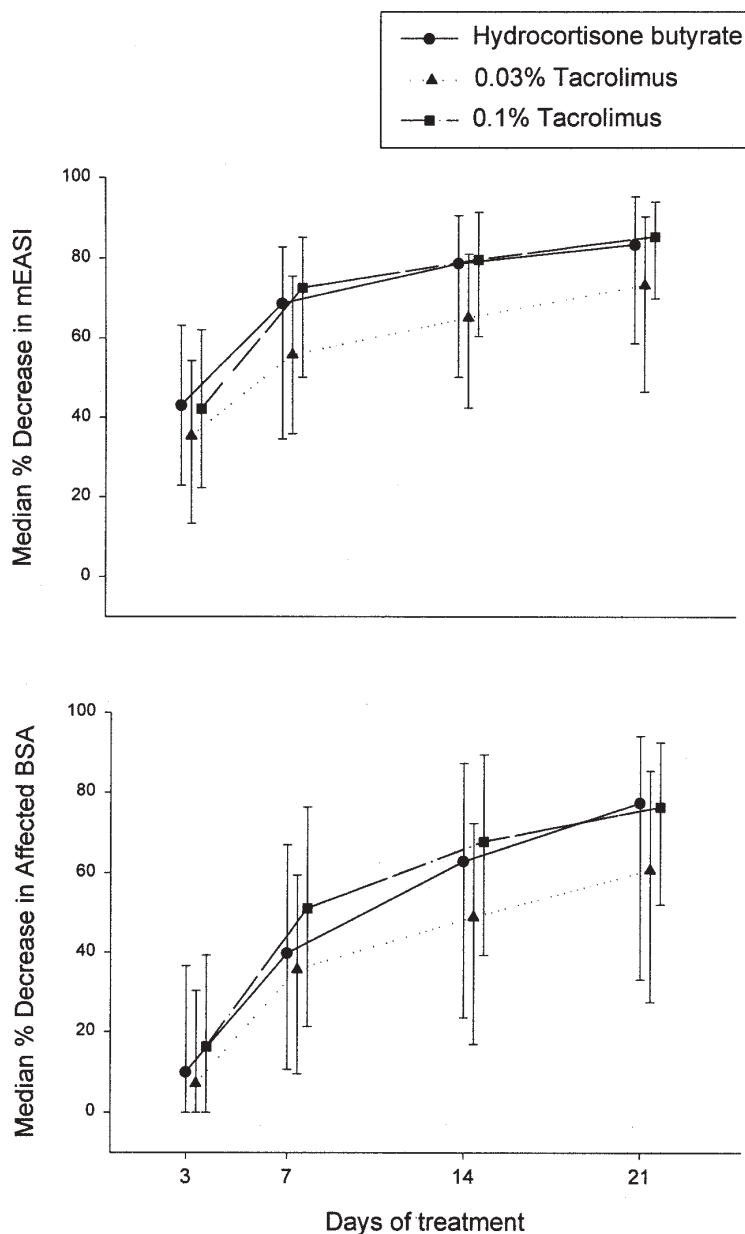 Hydrocortisone butyrate
0.03% Tacrolimus
0.1% Tacrolimus
Median % Decrease in mEASI
100
80
60
40
20
0
Median % Decrease in Affected BSA
100
80
60
40
20
0
3 7 14 21
Days of treatment